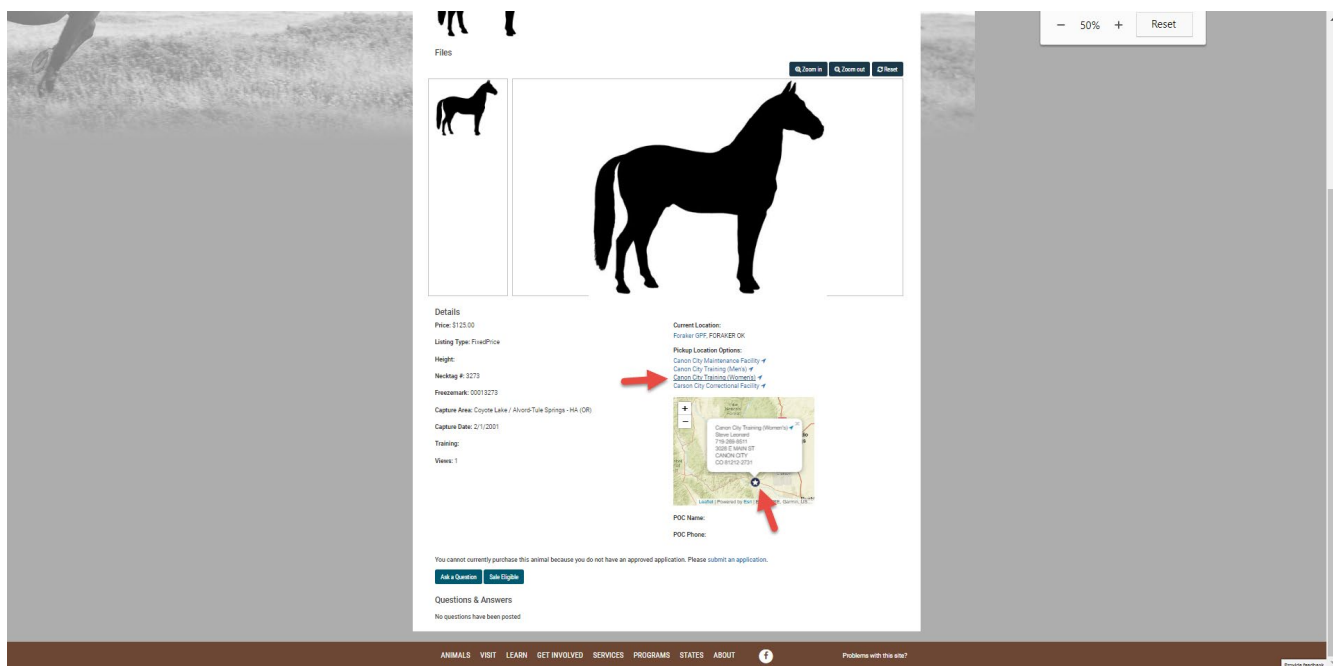 − 50% + Reset
Files
Zoom in Zoom out Reset
Details
Price: $125.00
Listing Type: FixedPrice
Height:
Necktag #: 3273
Freezemark: 00013273
Capture Area: Coyote Lake / Alvord-Tule Springs - HA (OR)
Capture Date: 2/1/2001
Training:
Views: 1
Current Location:
Foraker GPF, FORAKER OK
Pickup Location Options:
Canon City Maintenance Facility
Canon City Training (Men's)
Canon City Training (Women's)
Carson City Correctional Facility
+
−
Canon City Training (Women's)
Steve Leonard
3028 E MAIN ST
CANON CITY
CO 81212-2731
Leaflet | Powered by Esri |
POC Name:
POC Phone:
You cannot currently purchase this animal because you do not have an approved application. Please submit an application.
Ask a Question Sale Eligible
Questions & Answers
No questions have been posted
ANIMALS VISIT LEARN GET INVOLVED SERVICES PROGRAMS STATES ABOUT f Problems with this site?
Provide feedback